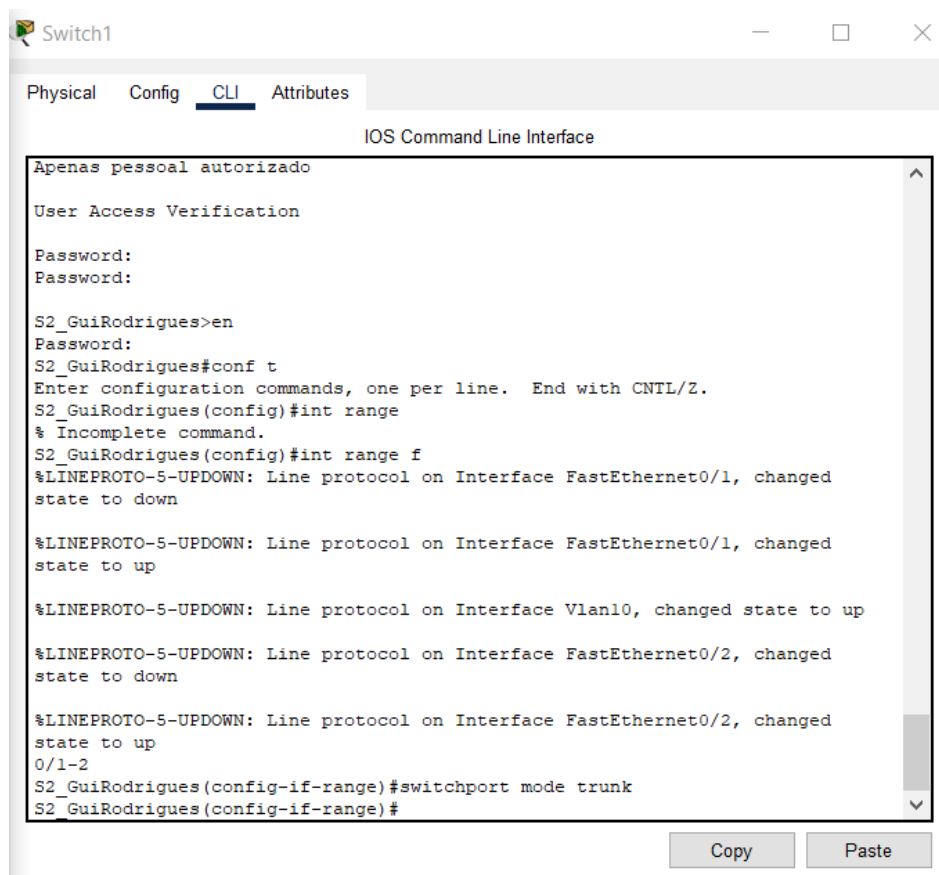 Switch1
Physical Config CLI Attributes
IOS Command Line Interface
Apenas pessoal autorizado
User Access Verification
Password:
Password:
S2_GuiRodrigues>en
Password:
S2_GuiRodrigues#conf t
Enter configuration commands, one per line.  End with CNTL/Z.
S2_GuiRodrigues(config)#int range
% Incomplete command.
S2_GuiRodrigues(config)#int range f
%LINEPROTO-5-UPDOWN: Line protocol on Interface FastEthernet0/1, changed
state to down
%LINEPROTO-5-UPDOWN: Line protocol on Interface FastEthernet0/1, changed
state to up
%LINEPROTO-5-UPDOWN: Line protocol on Interface Vlan10, changed state to up
%LINEPROTO-5-UPDOWN: Line protocol on Interface FastEthernet0/2, changed
state to down
%LINEPROTO-5-UPDOWN: Line protocol on Interface FastEthernet0/2, changed
state to up
0/1-2
S2_GuiRodrigues(config-if-range)#switchport mode trunk
S2_GuiRodrigues(config-if-range)#
Copy Paste